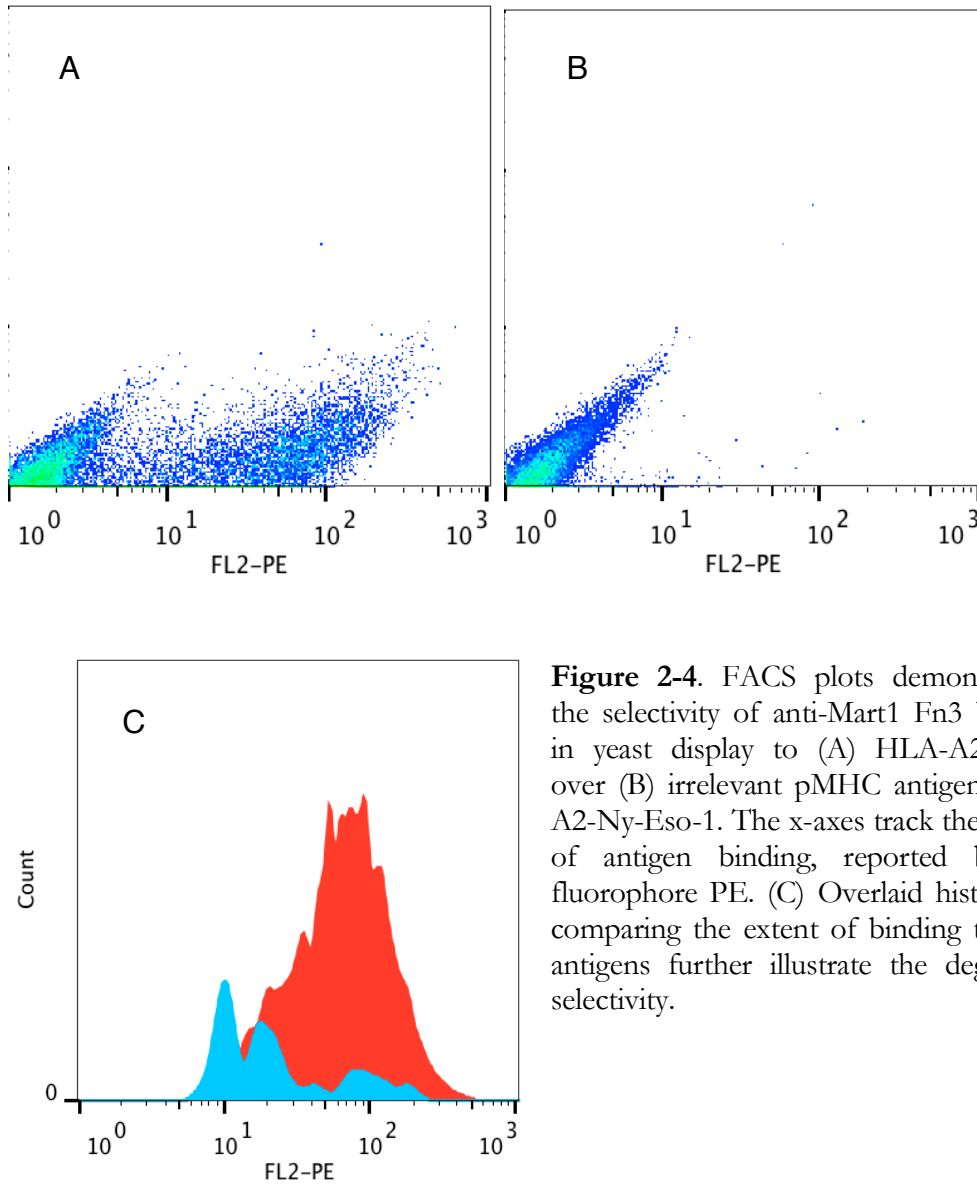 A
B
10^0 10^1 10^2 10^3
FL2-PE
10^0 10^1 10^2 10^3
FL2-PE
C
Count
0
10^0 10^1 10^2 10^3
FL2-PE
Figure 2-4. FACS plots demon
the selectivity of anti-Mart1 Fn3
in yeast display to (A) HLA-A2
over (B) irrelevant pMHC antigen
A2-Ny-Eso-1. The x-axes track the
of antigen binding, reported
fluorophore PE. (C) Overlaid hist
comparing the extent of binding
antigens further illustrate the deg
selectivity.